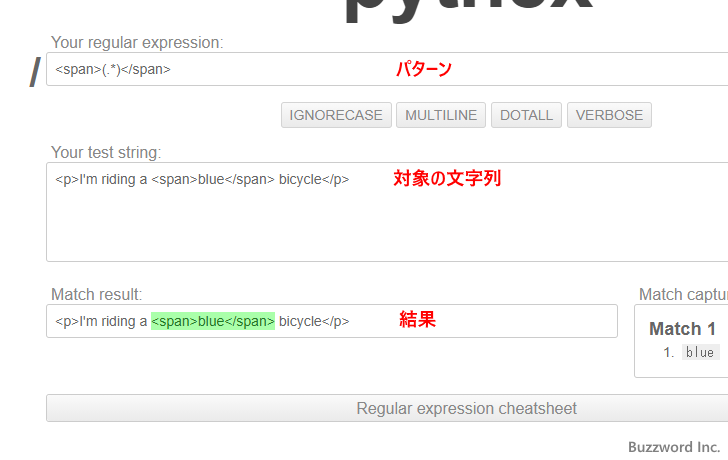 pythex
Your regular expression:
/ <span>(.*)</span> パターン
IGNORECASE MULTILINE DOTALL VERBOSE
Your test string:
<p>I'm riding a <span>blue</span> bicycle</p> 対象の文字列
Match result: Match captu
<p>I'm riding a <span>blue</span> bicycle</p> 結果
Match 1
1. blue
Regular expression cheatsheet
Buzzword Inc.